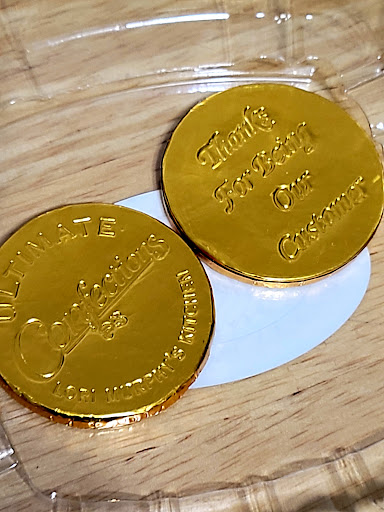 ULTIMATE
Confections
LORI MURPHY'S KITCHEN
Thanks
For Being
Our
Customer